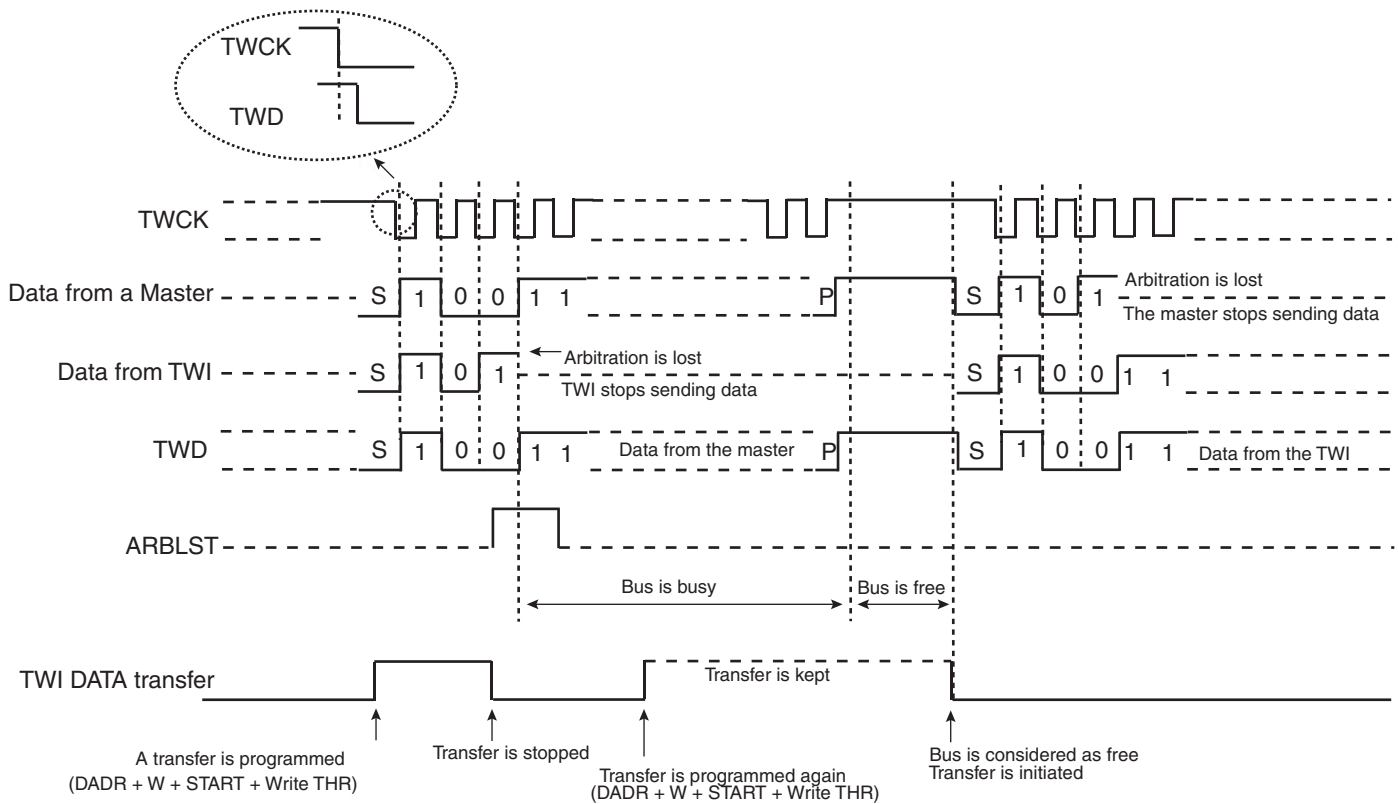 TWCK
TWD
TWCK
Data from a Master S 1 0 0 1 1 P S 1 0 1 Arbitration is lost
The master stops sending data
Data from TWI S 1 0 1 Arbitration is lost S 1 0 0 1 1
TWI stops sending data
TWD S 1 0 0 1 1 Data from the master P S 1 0 0 1 1 Data from the TWI
ARBLST
Bus is busy Bus is free
TWI DATA transfer Transfer is kept
A transfer is programmed
(DADR + W + START + Write THR)
Transfer is stopped
Transfer is programmed again
(DADR + W + START + Write THR)
Bus is considered as free
Transfer is initiated